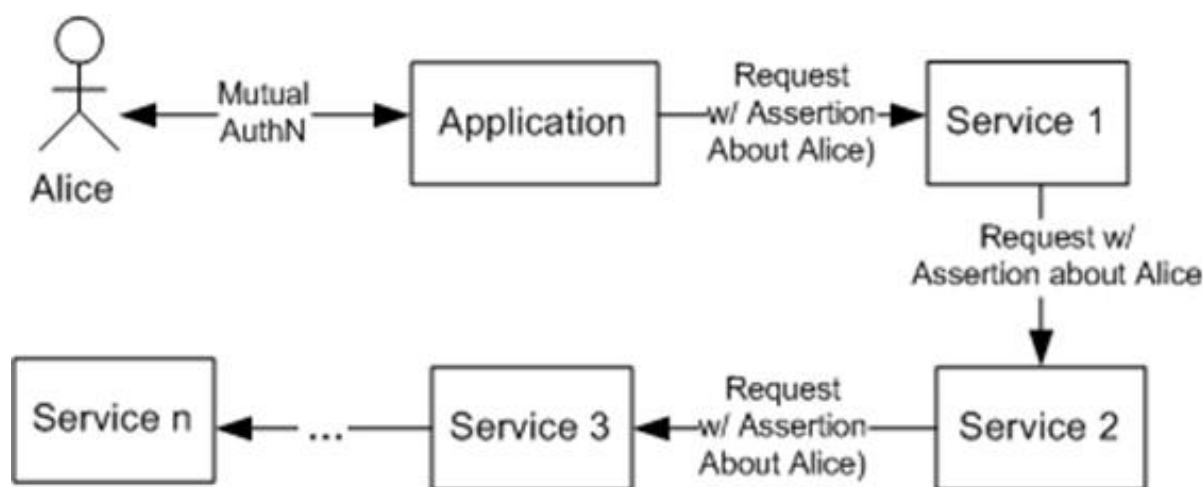 Alice
Mutual
AuthN
Application
Request
w/ Assertion
About Alice)
Service 1
Request w/
Assertion about Alice
Service 2
Request
w/ Assertion
About Alice)
Service 3
...
Service n